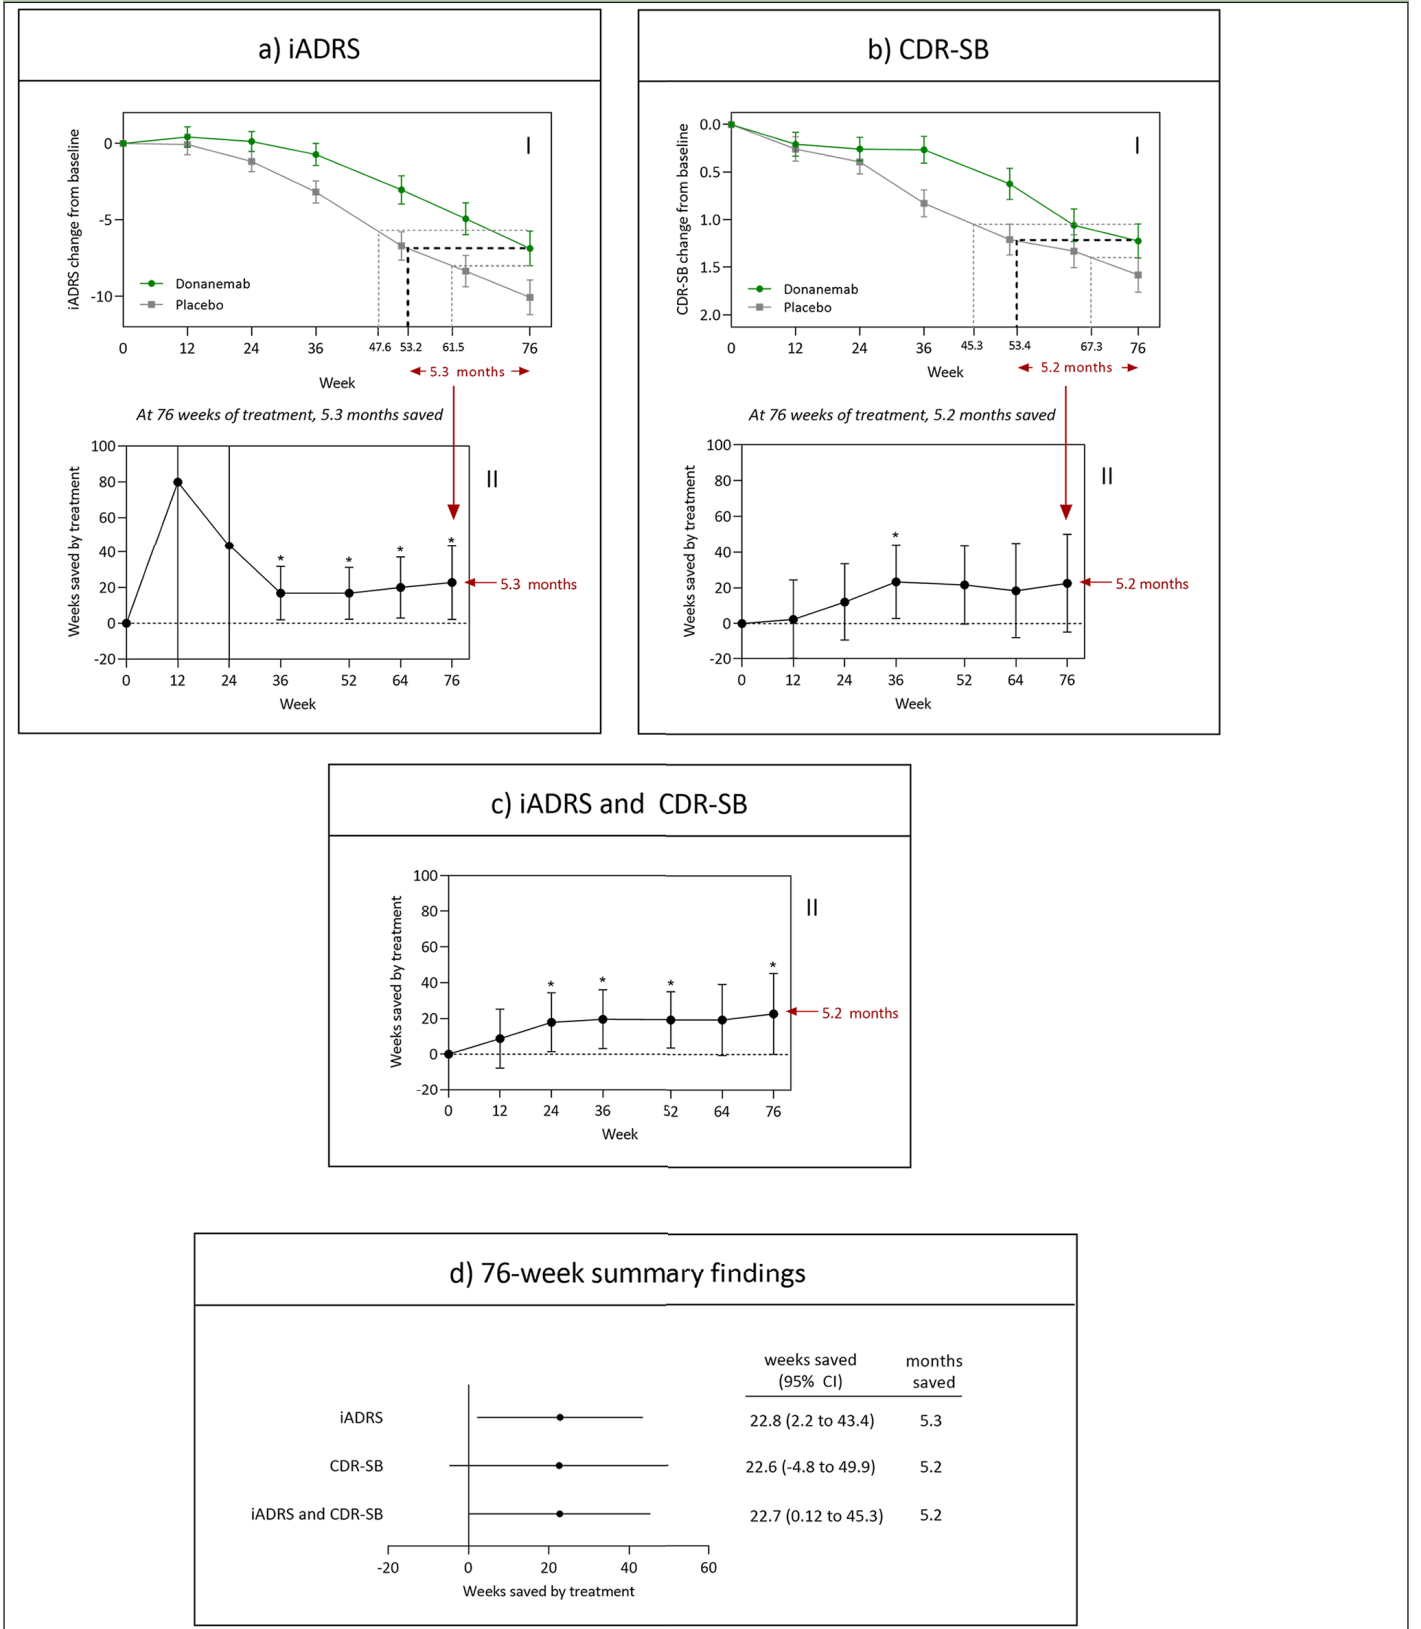 a) iADRS
iADRS change from baseline
0
-5
-10
I
Donanemab
Placebo
0 12 24 36 47.6 53.2 61.5 76
5.3 months
Week
At 76 weeks of treatment, 5.3 months saved
Weeks saved by treatment
100
80
60
40
20
0
-20
II
* * * *
5.3 months
0 12 24 36 52 64 76
Week
b) CDR-SB
CDR-SB change from baseline
0.0
0.5
1.0
1.5
2.0
I
Donanemab
Placebo
0 12 24 36 45.3 53.4 67.3 76
5.2 months
Week
At 76 weeks of treatment, 5.2 months saved
Weeks saved by treatment
100
80
60
40
20
0
-20
II
*
5.2 months
0 12 24 36 52 64 76
Week
c) iADRS and CDR-SB
Weeks saved by treatment
100
80
60
40
20
0
-20
II
* * * *
5.2 months
0 12 24 36 52 64 76
Week
d) 76-week summary findings
weeks saved months
(95% CI) saved
iADRS 22.8 (2.2 to 43.4) 5.3
CDR-SB 22.6 (-4.8 to 49.9) 5.2
iADRS and CDR-SB 22.7 (0.12 to 45.3) 5.2
-20 0 20 40 60
Weeks saved by treatment